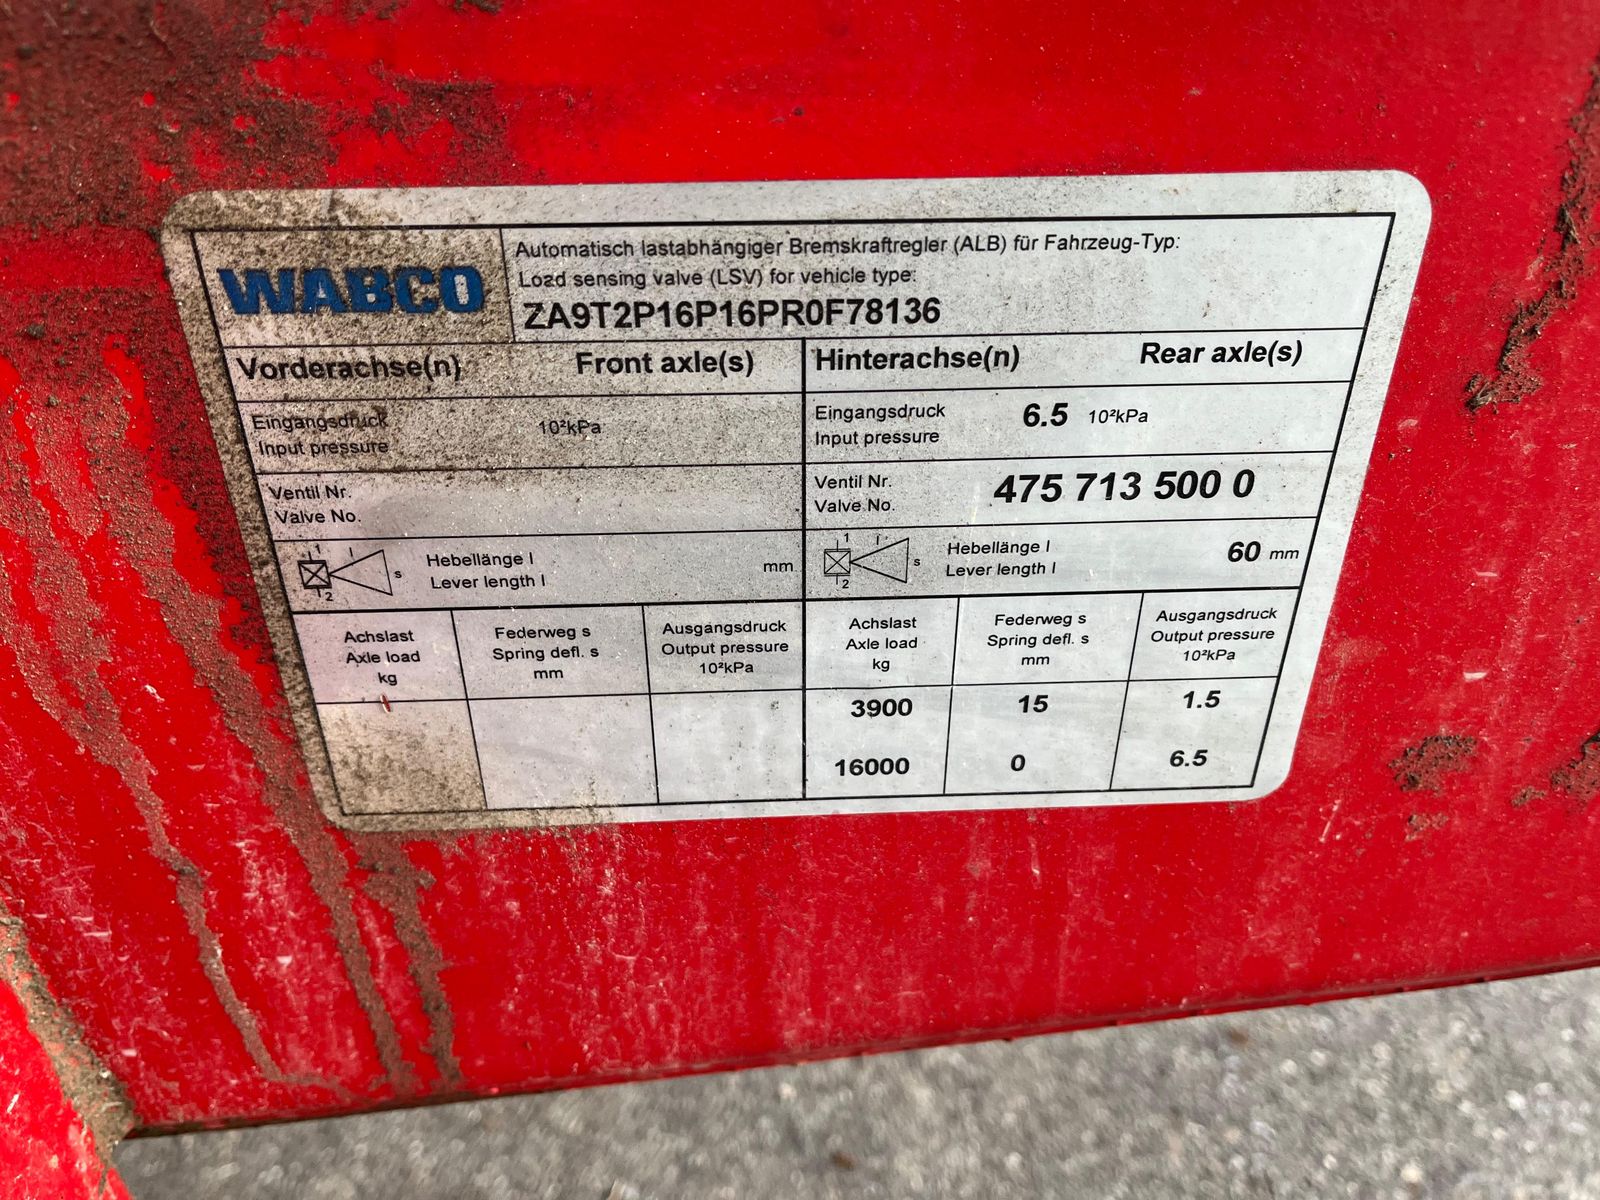 WABCO
Automatisch lastabhängiger Bremskraftregler (ALB) für Fahrzeug-Typ:
Load sensing valve (LSV) for vehicle type:
ZA9T2P16P16PR0F78136
Vorderachse(n) Front axle(s)
Eingangsdruck
Input pressure
10²kPa
Ventil Nr.
Valve No.
1
l
s
2
Hebellänge l
Lever length l
mm
Achslast
Axle load
kg
Federweg s
Spring defl. s
mm
Ausgangsdruck
Output pressure
10²kPa
Hinterachse(n) Rear axle(s)
Eingangsdruck
Input pressure
6.5 10²kPa
Ventil Nr.
Valve No.
475 713 500 0
1
l
s
2
Hebellänge l
Lever length l
60 mm
Achslast
Axle load
kg
Federweg s
Spring defl. s
mm
Ausgangsdruck
Output pressure
10²kPa
3900 15 1.5
16000 0 6.5